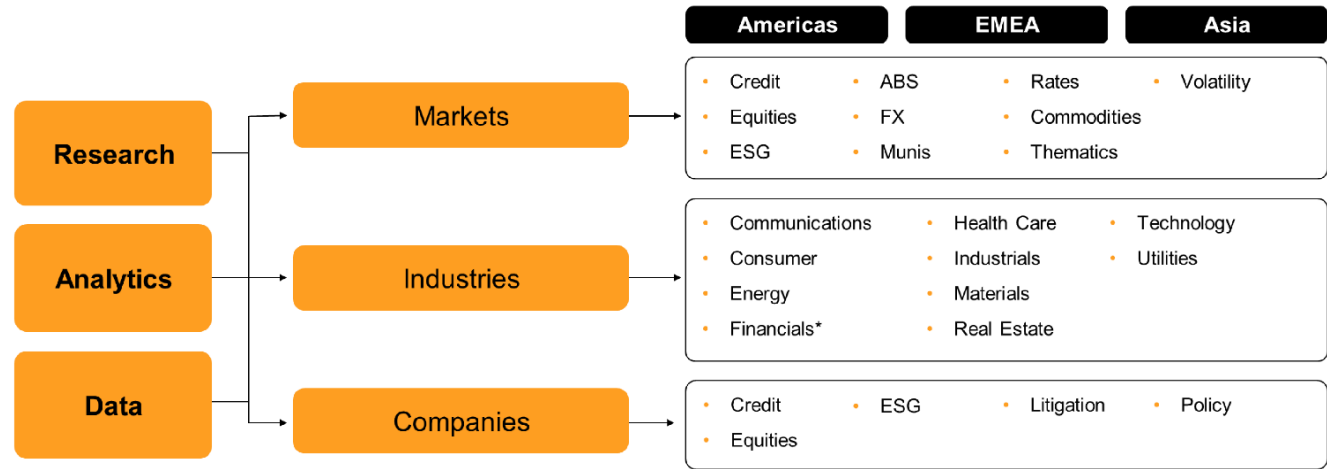 Americas EMEA Asia
Research
Analytics
Data
Markets
Industries
Companies
• Credit • ABS • Rates • Volatility
• Equities • FX • Commodities
• ESG • Munis • Thematics
• Communications • Health Care • Technology
• Consumer • Industrials • Utilities
• Energy • Materials
• Financials* • Real Estate
• Credit • ESG • Litigation • Policy
• Equities